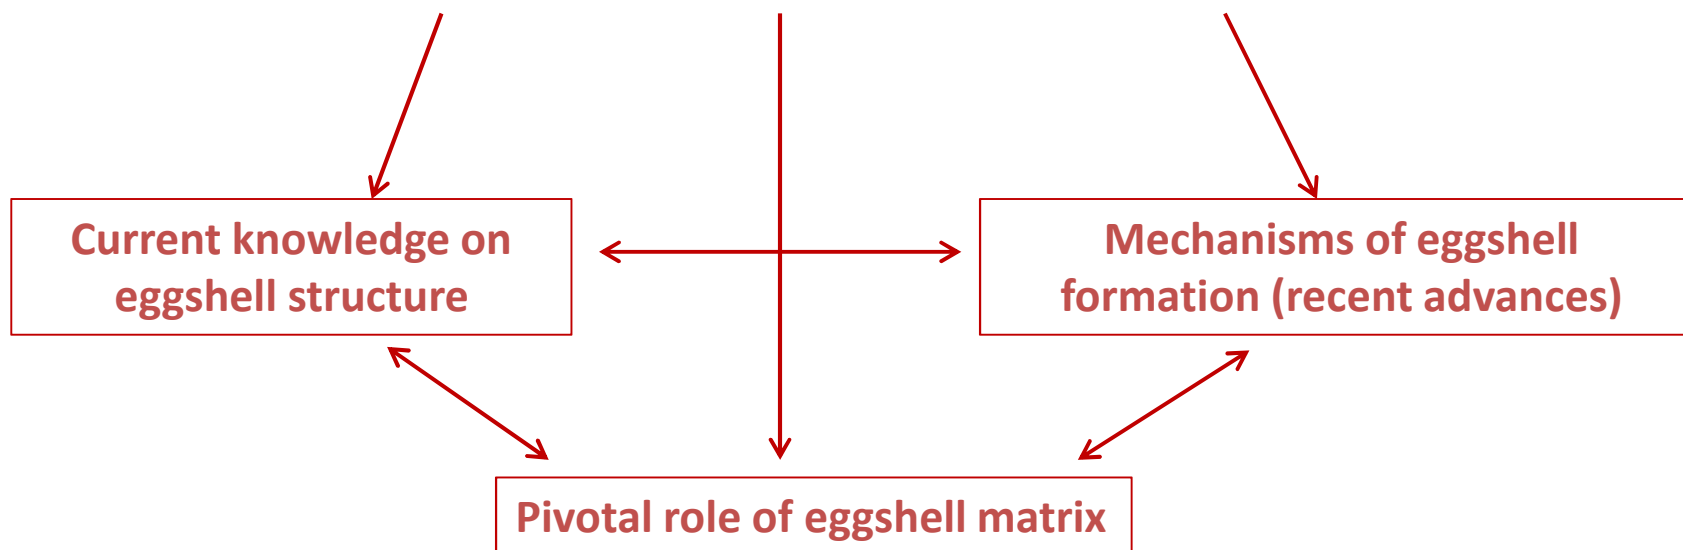 Current knowledge on
eggshell structure
Mechanisms of eggshell
formation (recent advances)
Pivotal role of eggshell matrix